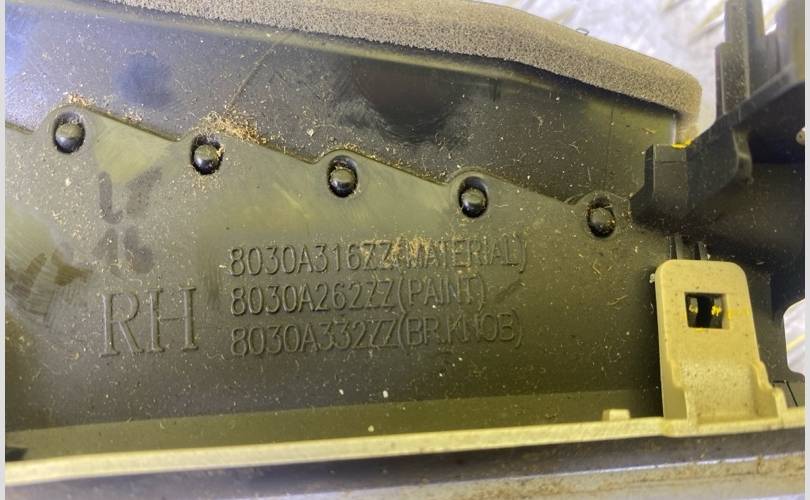 RH
8030A316ZZ(MATERIAL)
8030A262ZZ(PAINT)
8030A332ZZ(BR.KNOB)